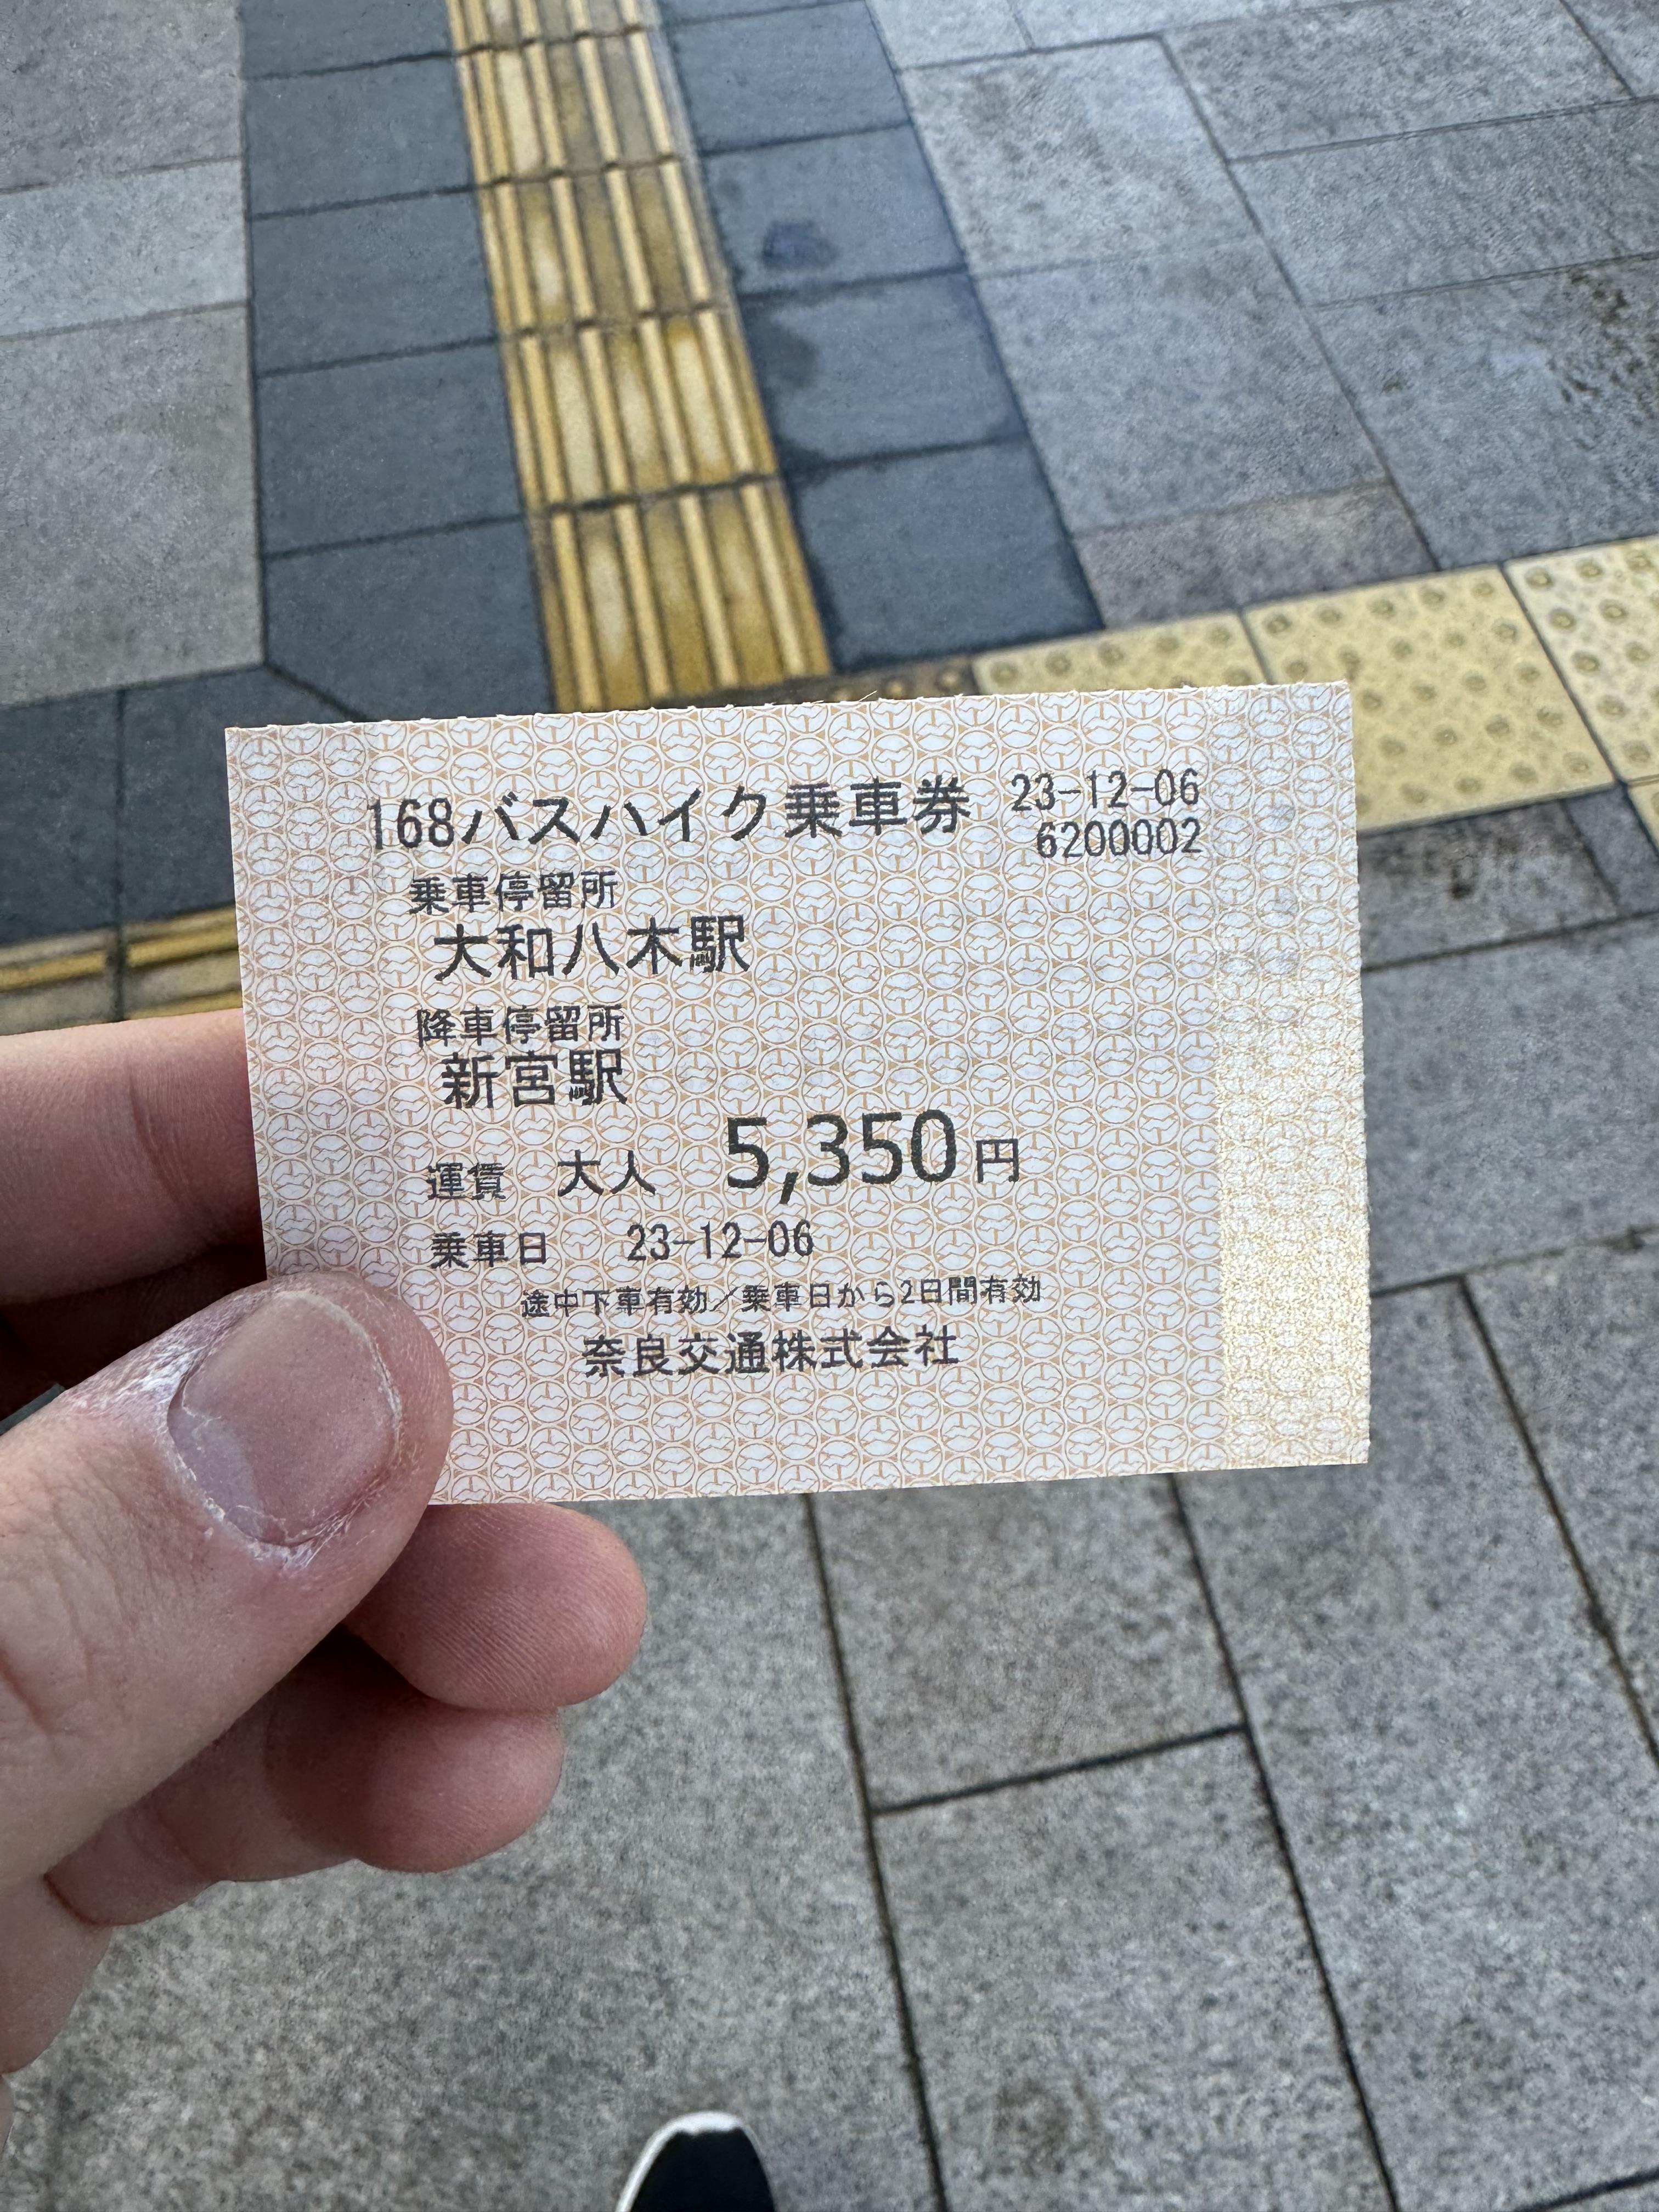 168バスハイク乗車券 23-12-06
6200002
乗車停留所
大和八木駅
降車停留所
新宮駅
運賃 大人 5,350円
乗車日 23-12-06
途中下車有効/乗車日から2日間有効
奈良交通株式会社